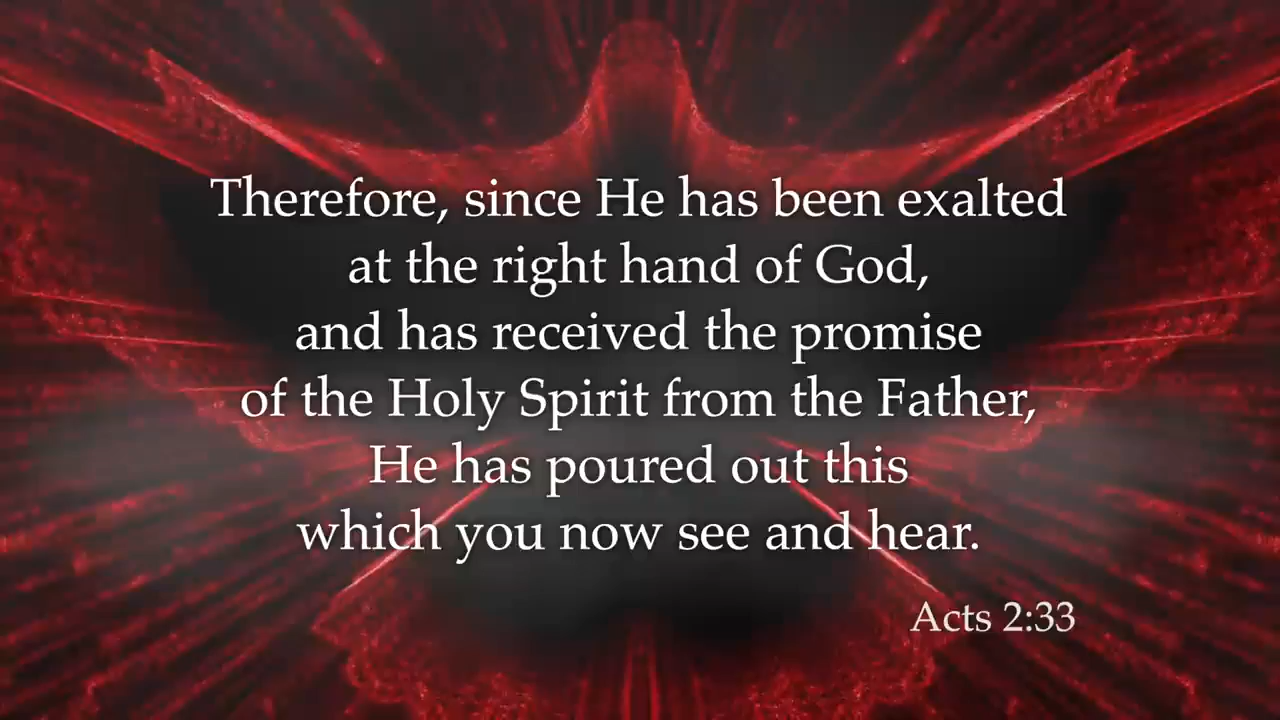 Therefore, since He has been exalted
at the right hand of God,
and has received the promise
of the Holy Spirit from the Father,
He has poured out this
which you now see and hear.
Acts 2:33